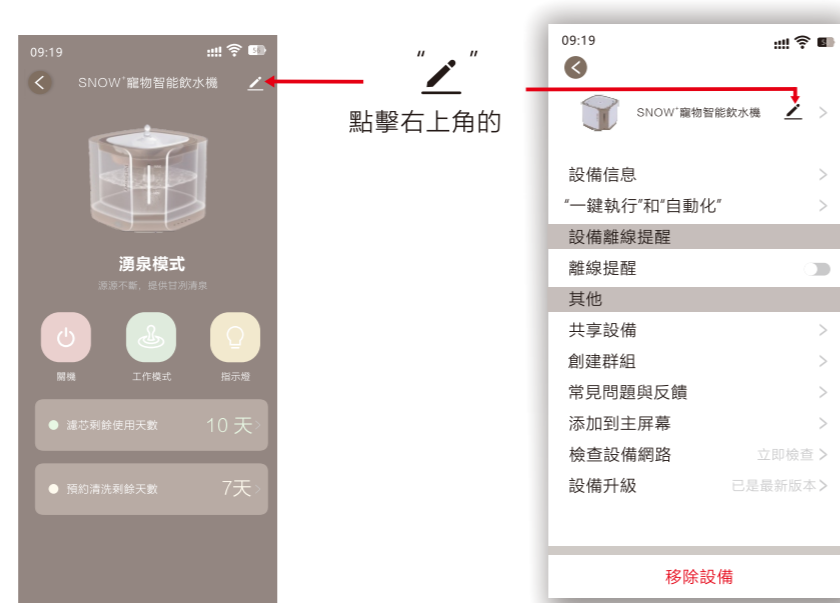 09:19
SNOW+寵物智能飲水機
湧泉模式
源源不斷，提供甘冽清泉
關機
工作模式
指示燈
濾芯剩餘使用天數 10 天
預約清洗剩餘天數 7天
“ ”
點擊右上角的
09:19
SNOW+寵物智能飲水機
設備信息
“一鍵執行”和“自動化”
設備離線提醒
離線提醒
其他
共享設備
創建群組
常見問題與反饋
添加到主屏幕
檢查設備網路 立即檢查
設備升級 已是最新版本
移除設備